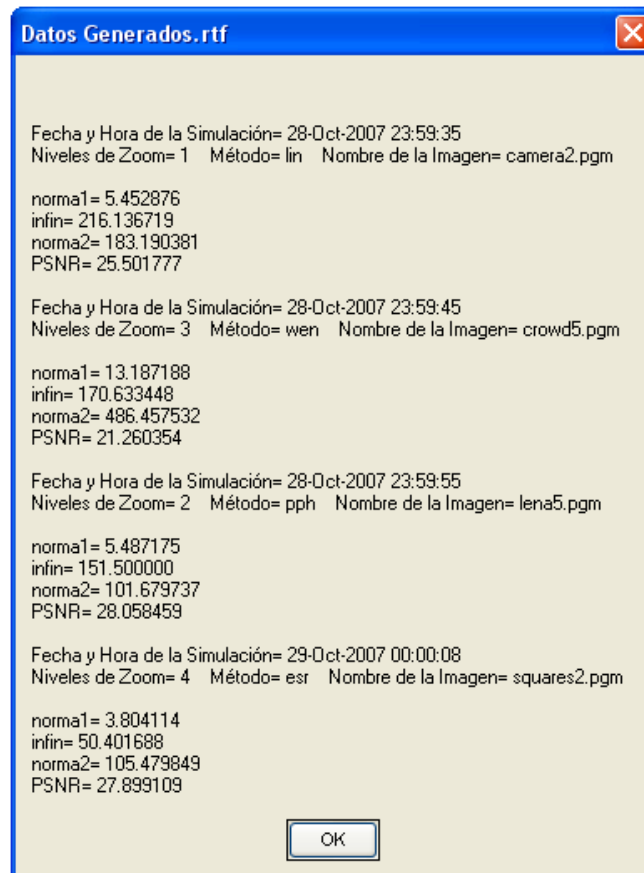 Datos Generados.rtf
Fecha y Hora de la Simulación= 28-Oct-2007 23:59:35
Niveles de Zoom= 1 Método= lin Nombre de la Imagen= camera2.pgm
norma1= 5.452876
infin= 216.136719
norma2= 183.190381
PSNR= 25.501777
Fecha y Hora de la Simulación= 28-Oct-2007 23:59:45
Niveles de Zoom= 3 Método= wen Nombre de la Imagen= crowd5.pgm
norma1= 13.187188
infin= 170.633448
norma2= 486.457532
PSNR= 21.260354
Fecha y Hora de la Simulación= 28-Oct-2007 23:59:55
Niveles de Zoom= 2 Método= pph Nombre de la Imagen= lena5.pgm
norma1= 5.487175
infin= 151.500000
norma2= 101.679737
PSNR= 28.058459
Fecha y Hora de la Simulación= 29-Oct-2007 00:00:08
Niveles de Zoom= 4 Método= esr Nombre de la Imagen= squares2.pgm
norma1= 3.804114
infin= 50.401688
norma2= 105.479849
PSNR= 27.899109
OK